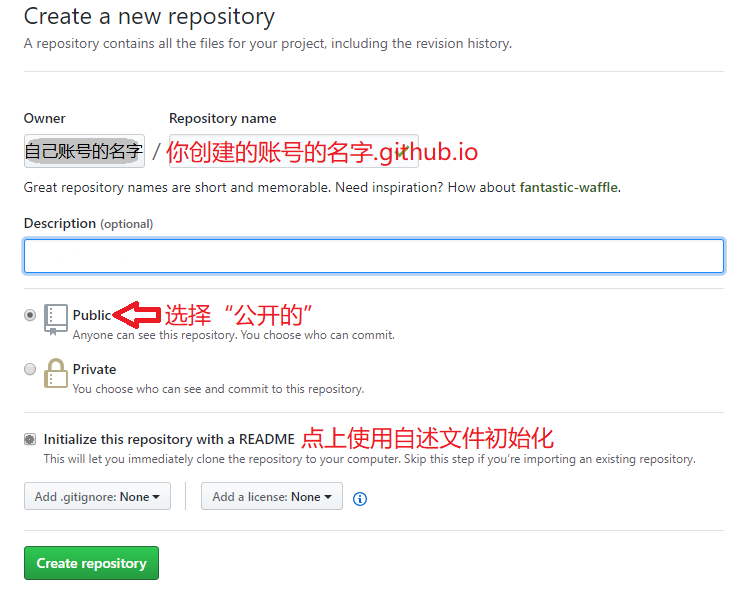 Create a new repository
A repository contains all the files for your project, including the revision history.
Owner Repository name
自己账号的名字 / 你创建的账号的名字.github.io
Great repository names are short and memorable. Need inspiration? How about fantastic-waffle.
Description (optional)
Public 选择“公开的”
Anyone can see this repository. You choose who can commit.
Private
You choose who can see and commit to this repository.
Initialize this repository with a README 点上使用自述文件初始化
This will let you immediately clone the repository to your computer. Skip this step if you’re importing an existing repository.
Add .gitignore: None Add a license: None
Create repository